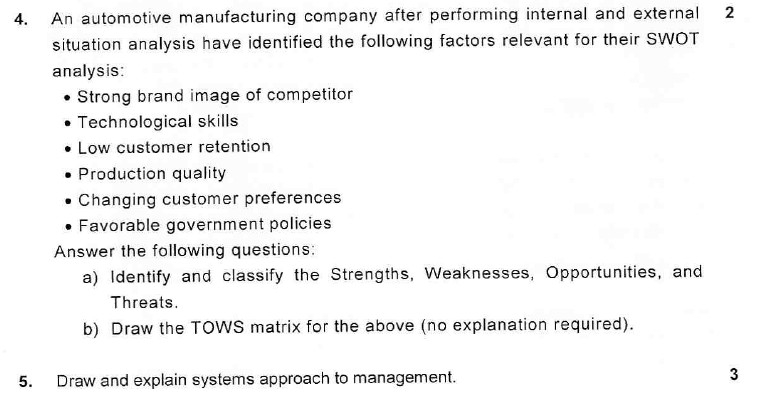 4. An automotive manufacturing company after performing internal and external 2
situation analysis have identified the following factors relevant for their SWOT
analysis:
• Strong brand image of competitor
• Technological skills
• Low customer retention
• Production quality
• Changing customer preferences
• Favorable government policies
Answer the following questions:
a) Identify and classify the Strengths, Weaknesses, Opportunities, and
Threats.
b) Draw the TOWS matrix for the above (no explanation required).
5. Draw and explain systems approach to management. 3